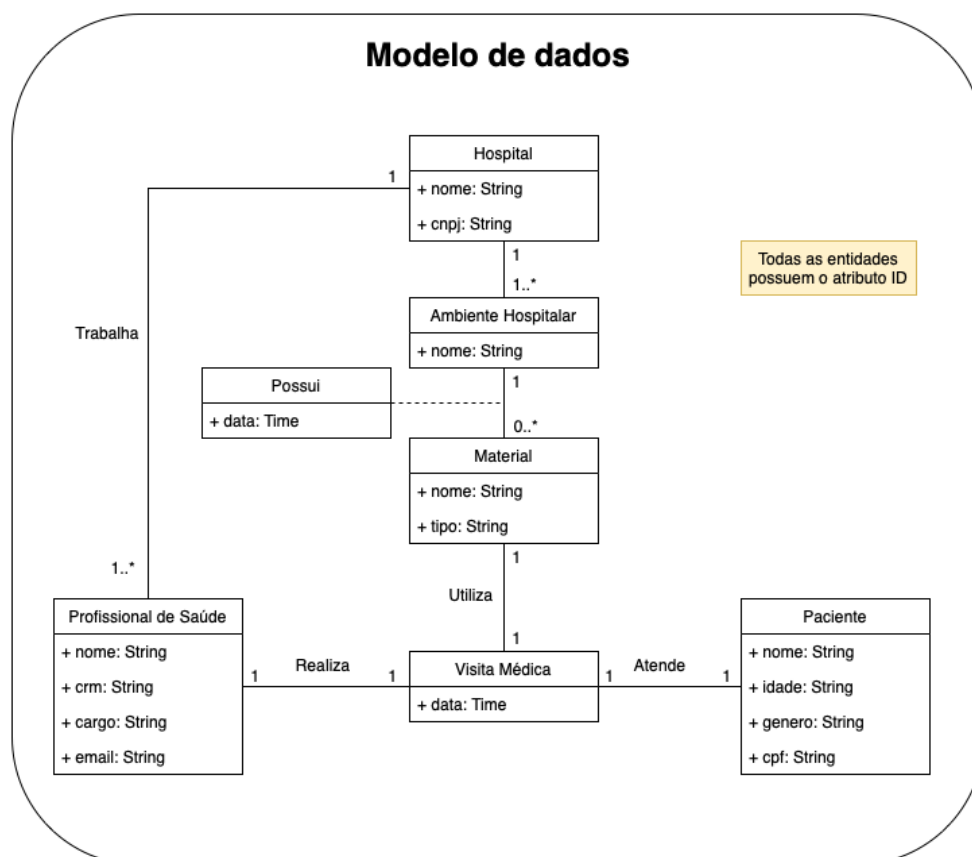 Modelo de dados
Hospital
1
+ nome: String
+ cnpj: String
1
Todas as entidades
possuem o atributo ID
1..*
Ambiente Hospitalar
Trabalha
+ nome: String
Possui
1
+ data: Time
0..*
Material
+ nome: String
+ tipo: String
1..*
1
Utiliza
Profissional de Saúde
Paciente
+ nome: String
1
+ nome: String
Realiza
Visita Médica
Atende
1
1
1
1
+ crm: String
+ idade: String
+ data: Time
+ cargo: String
+ genero: String
+ email: String
+ cpf: String